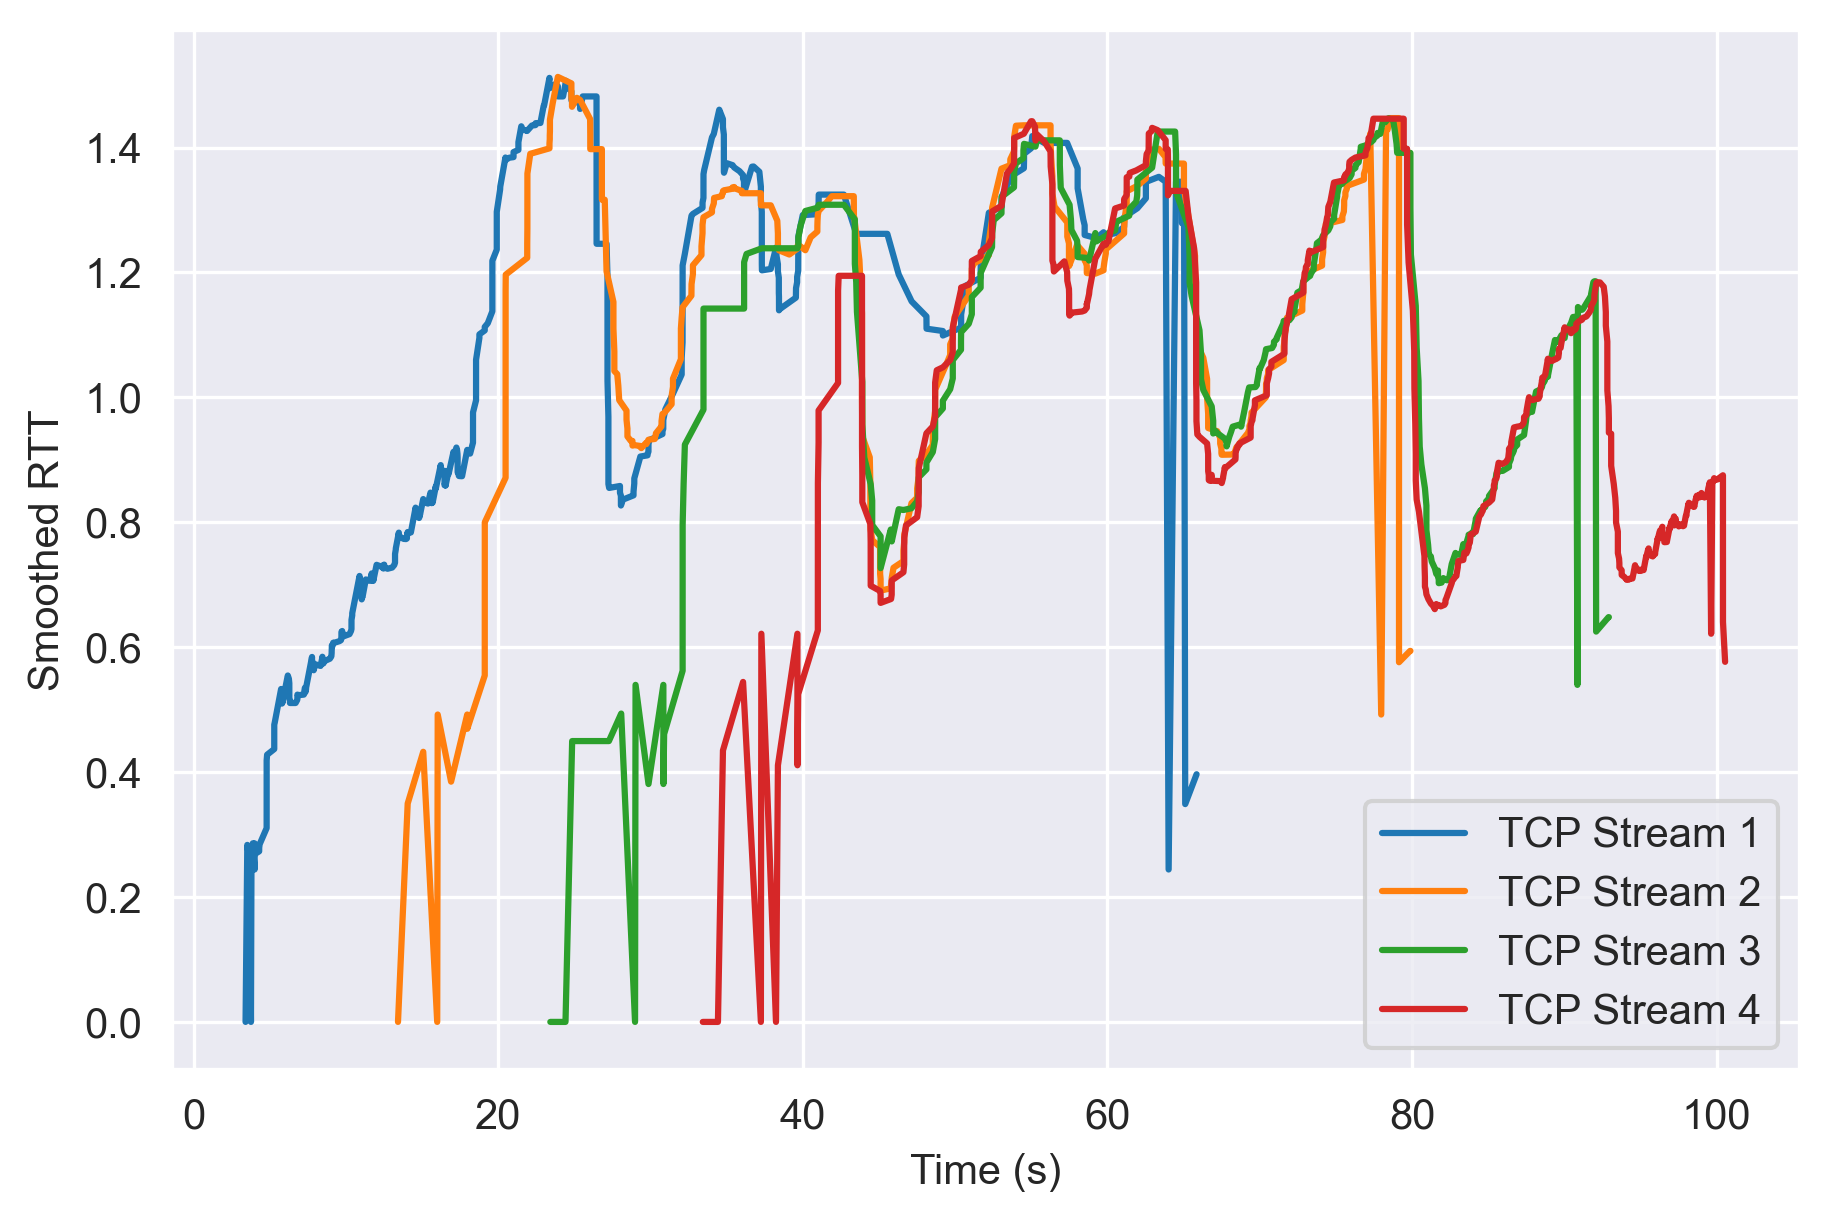 1.4
1.2
1.0
0.8
0.6
0.4
0.2
0.0
Smoothed RTT
0 20 40 60 80 100
Time (s)
TCP Stream 1
TCP Stream 2
TCP Stream 3
TCP Stream 4